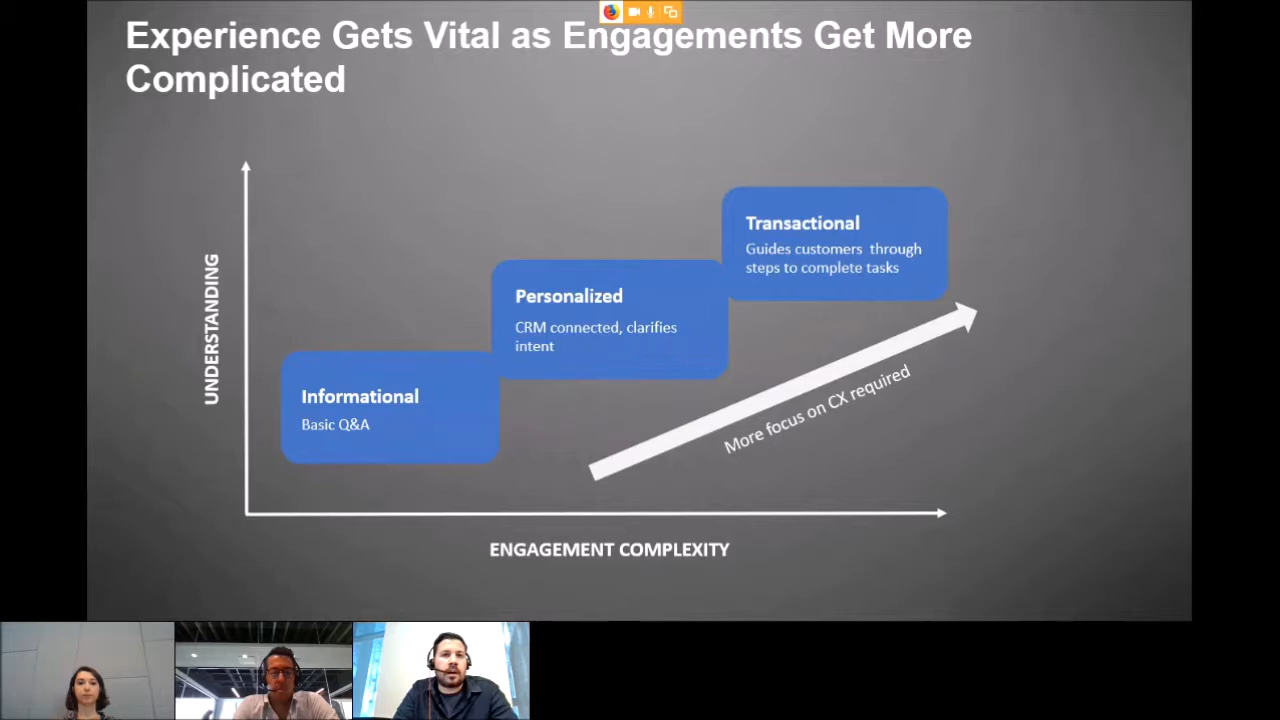 Experience Gets Vital as Engagements Get More
Complicated
UNDERSTANDING
Transactional
Guides customers through
steps to complete tasks
Personalized
CRM connected, clarifies
intent
Informational
Basic Q&A
More focus on CX required
ENGAGEMENT COMPLEXITY